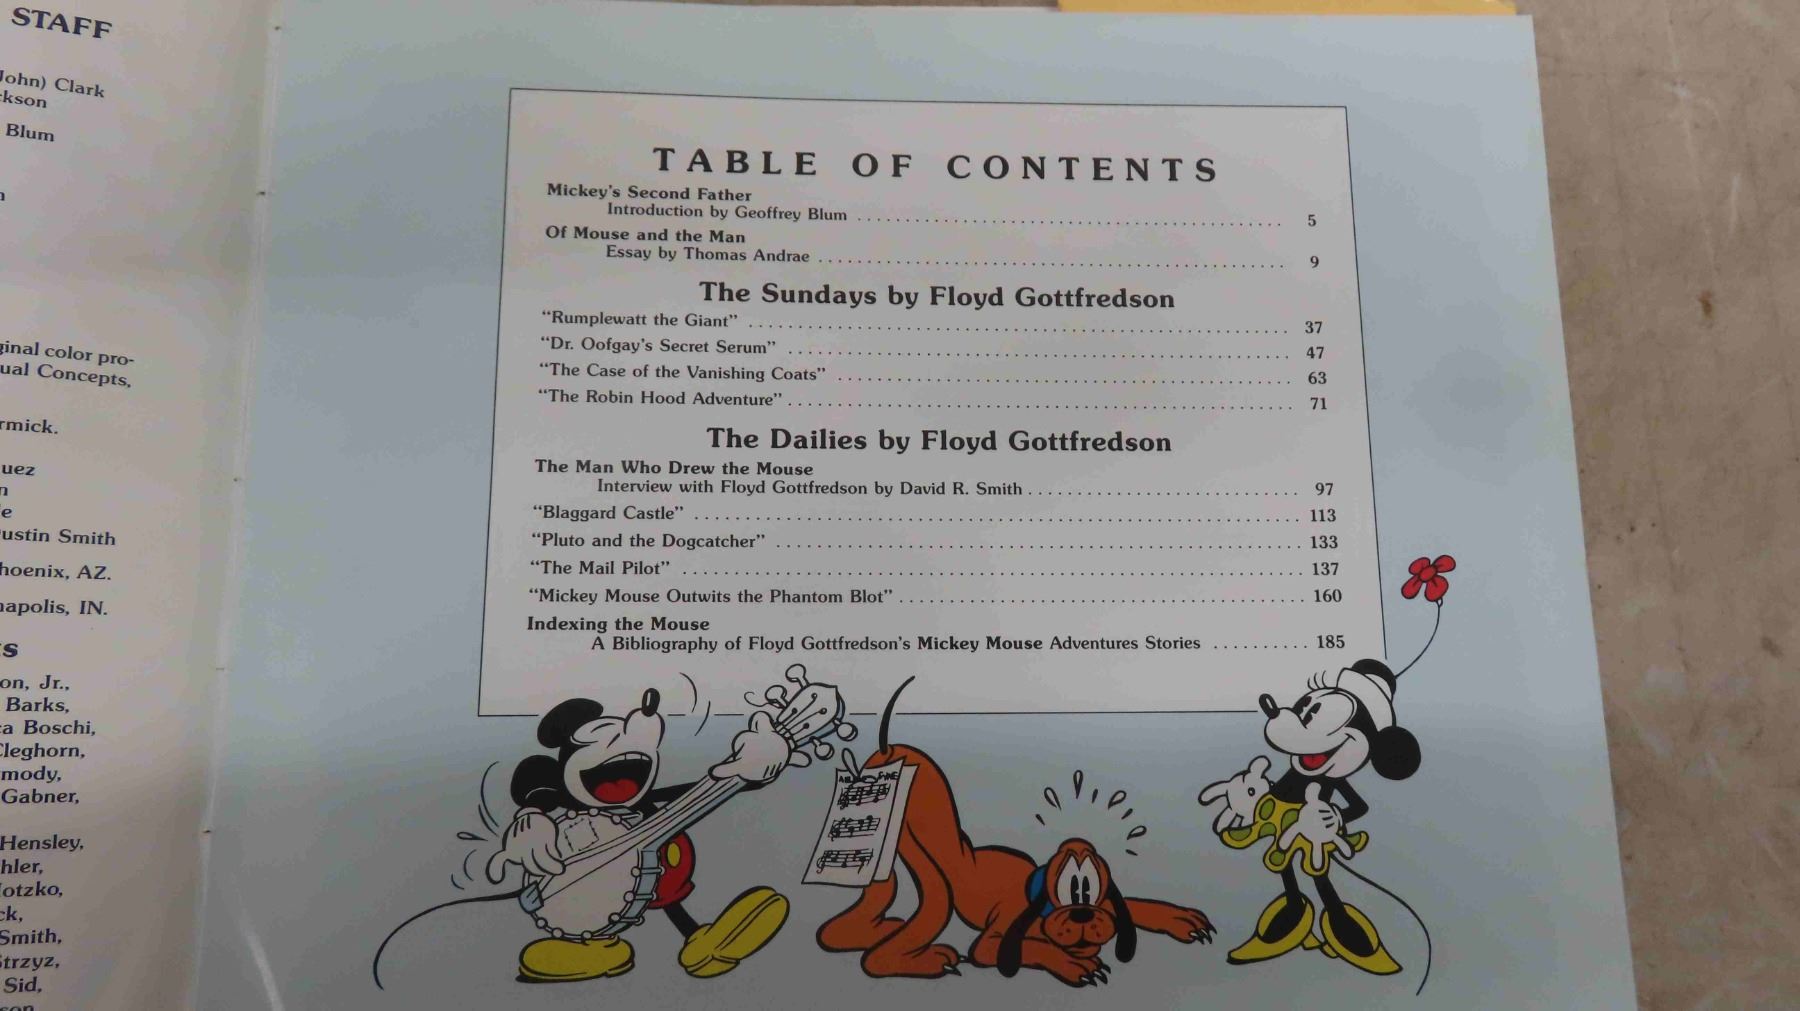 STAFF
John) Clark
kson
Blum
ginal color pro-
ual Concepts,
rmick.
uez
ustin Smith
hoenix, AZ.
napolis, IN.
on, Jr.,
Barks,
ca Boschi,
Cleghorn,
mody,
Gabner,
Hensley,
hler,
otzko,
ck,
Smith,
Strzyz,
Sid,
TABLE OF CONTENTS
Mickey's Second Father
Introduction by Geoffrey Blum 5
Of Mouse and the Man
Essay by Thomas Andrae 9
The Sundays by Floyd Gottfredson
“Rumplewatt the Giant” 37
“Dr. Oofgay's Secret Serum” 47
“The Case of the Vanishing Coats” 63
“The Robin Hood Adventure” 71
The Dailies by Floyd Gottfredson
The Man Who Drew the Mouse
Interview with Floyd Gottfredson by David R. Smith 97
“Blaggard Castle” 113
“Pluto and the Dogcatcher” 133
“The Mail Pilot” 137
“Mickey Mouse Outwits the Phantom Blot” 160
Indexing the Mouse
A Bibliography of Floyd Gottfredson's Mickey Mouse Adventures Stories 185